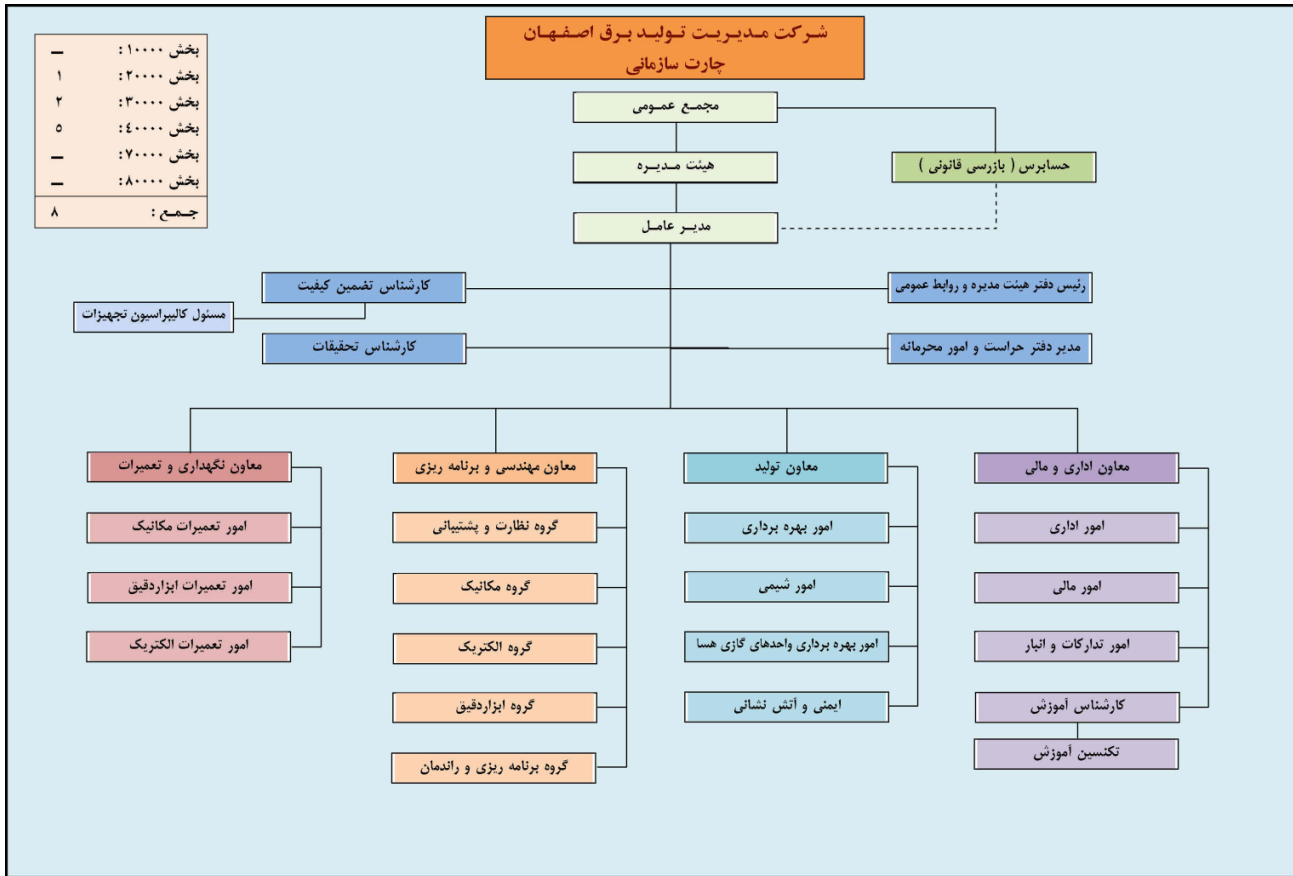 شرکت مدیریت تولید برق اصفهان
چارت سازمانی
بخش ۱۰۰۰۰: ــ
بخش ۲۰۰۰۰: ۱
بخش ۳۰۰۰۰: ۲
بخش ٤۰۰۰۰: ٥
بخش ۷۰۰۰۰: ــ
بخش ۸۰۰۰۰: ــ
جمع: ۸
مجمع عمومی
هیئت مدیره
حسابرس ( بازرسی قانونی )
مدیر عامل
رئیس دفتر هیئت مدیره و روابط عمومی
کارشناس تضمین کیفیت
مسئول کالیبراسیون تجهیزات
مدیر دفتر حراست و امور محرمانه
کارشناس تحقیقات
معاون اداری و مالی
امور اداری
امور مالی
امور تدارکات و انبار
کارشناس آموزش
تکنسین آموزش
معاون تولید
امور بهره برداری
امور شیمی
امور بهره برداری واحدهای گازی هسا
ایمنی و آتش نشانی
معاون مهندسی و برنامه ریزی
گروه نظارت و پشتیبانی
گروه مکانیک
گروه الکتریک
گروه ابزاردقیق
گروه برنامه ریزی و راندمان
معاون نگهداری و تعمیرات
امور تعمیرات مکانیک
امور تعمیرات ابزاردقیق
امور تعمیرات الکتریک